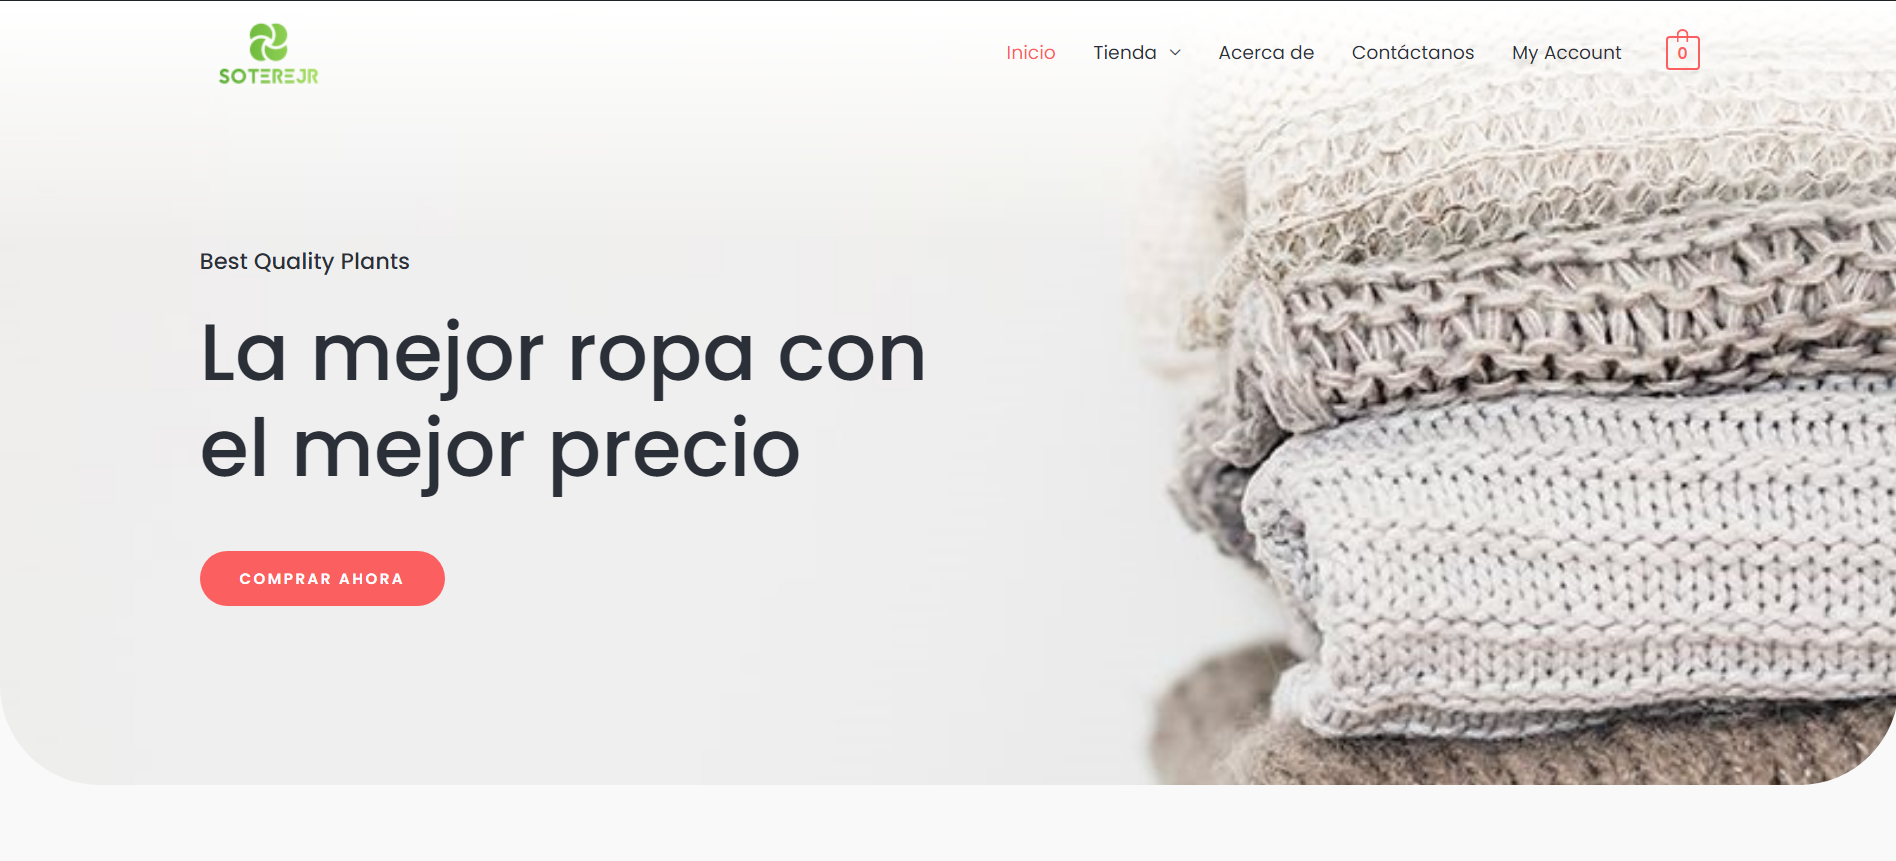 SOTEREJR
Inicio
Tienda
Acerca de
Contáctanos
My Account
0
Best Quality Plants
La mejor ropa con
el mejor precio
COMPRAR AHORA